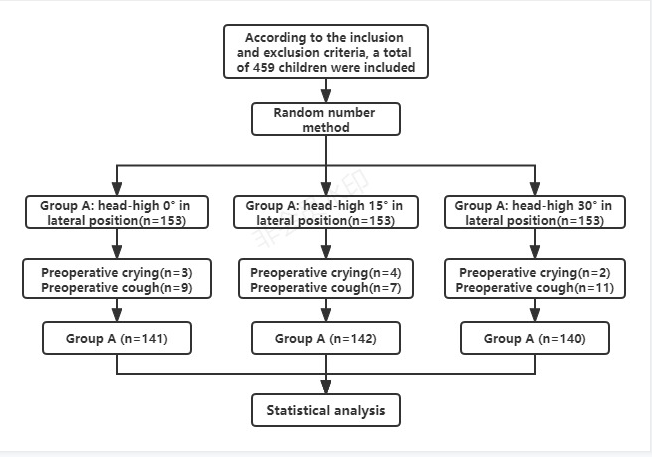 According to the inclusion
and exclusion criteria, a total
of 459 children were included
Random number
method
Group A: head-high 0° in
lateral position(n=153)
Group A: head-high 15° in
lateral position(n=153)
Group A: head-high 30° in
lateral position(n=153)
Preoperative crying(n=3)
Preoperative cough(n=9)
Preoperative crying(n=4)
Preoperative cough(n=7)
Preoperative crying(n=2)
Preoperative cough(n=11)
Group A (n=141)
Group A (n=142)
Group A (n=140)
Statistical analysis